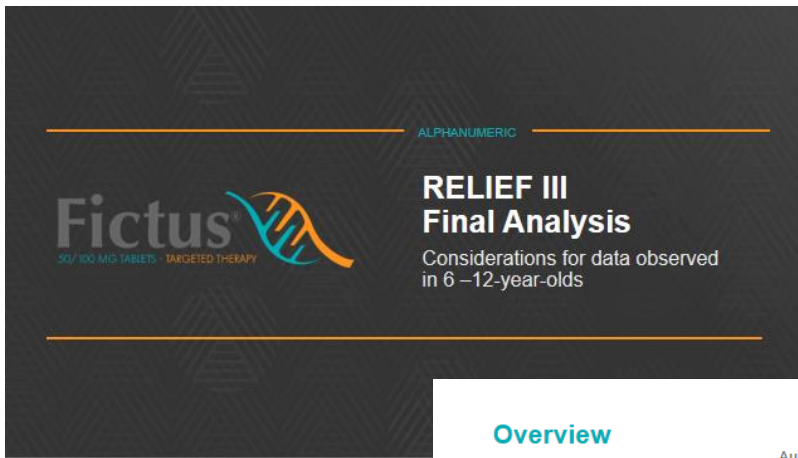 ALPHANUMERIC
RELIEF III
Final Analysis
Considerations for data observed
in 6 –12-year-olds
Fictus®
50/100 MG TABLETS - TARGETED THERAPY
Overview